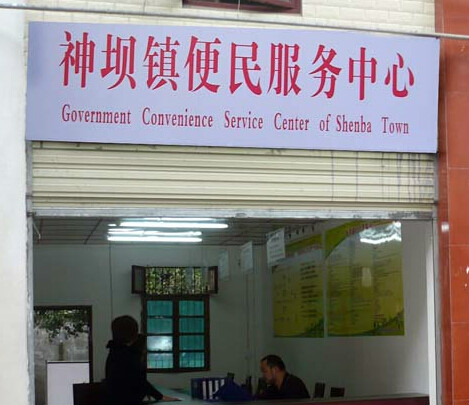 神坝镇便民服务中心
Government Convenience Service Center of Shenba Town